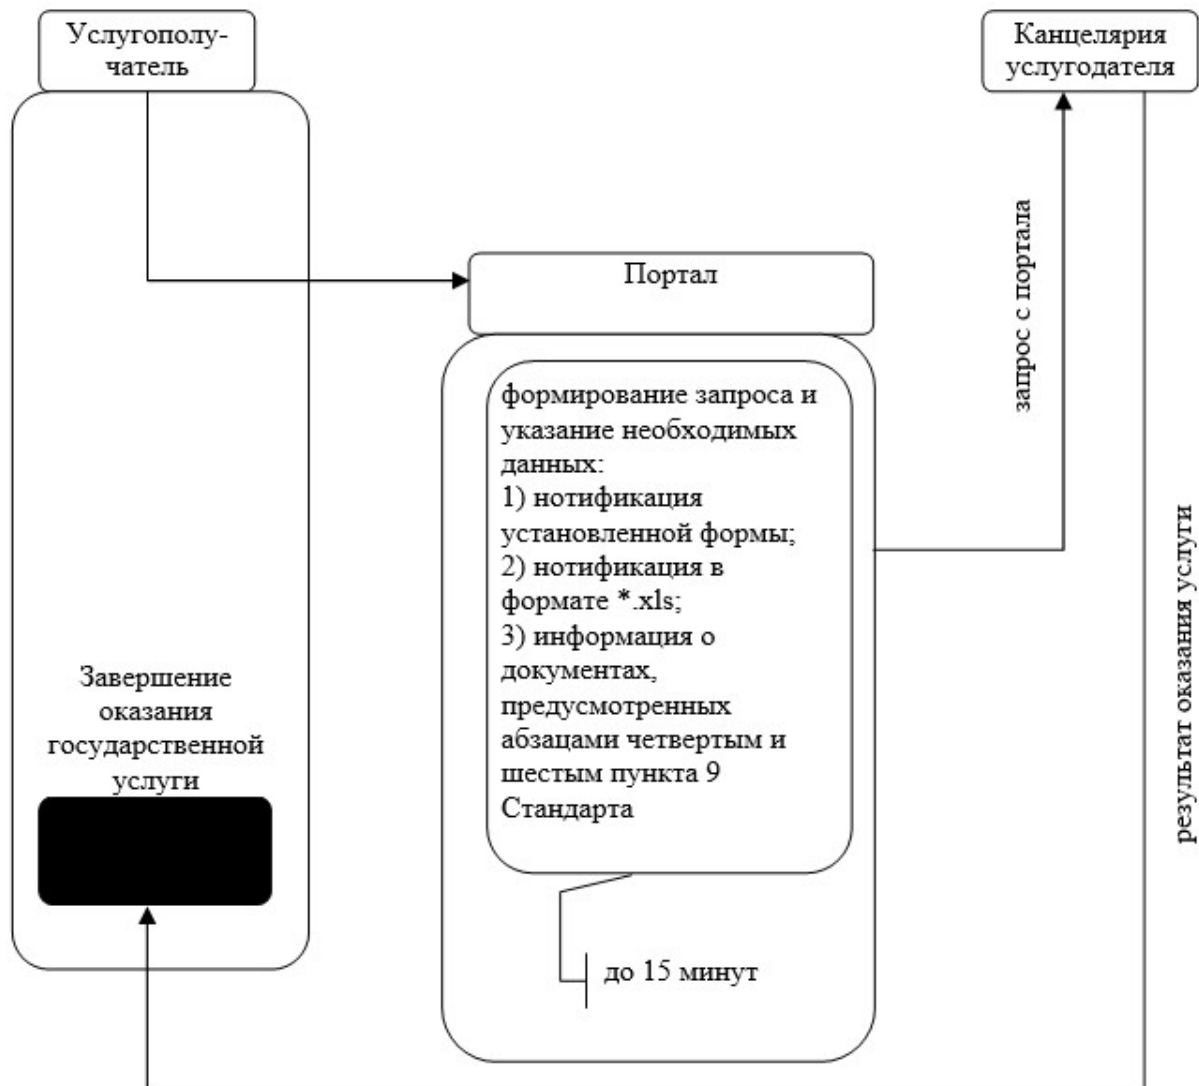 Услугополу-
чатель
Канцелярия
услугодателя
Портал
формирование запроса и
указание необходимых
данных:
1) нотификация
установленной формы;
2) нотификация в
формате *.xls;
3) информация о
документах,
предусмотренных
абзацами четвертым и
шестым пункта 9
Стандарта
до 15 минут
запрос с портала
результат оказания услуги
Завершение
оказания
государственной
услуги